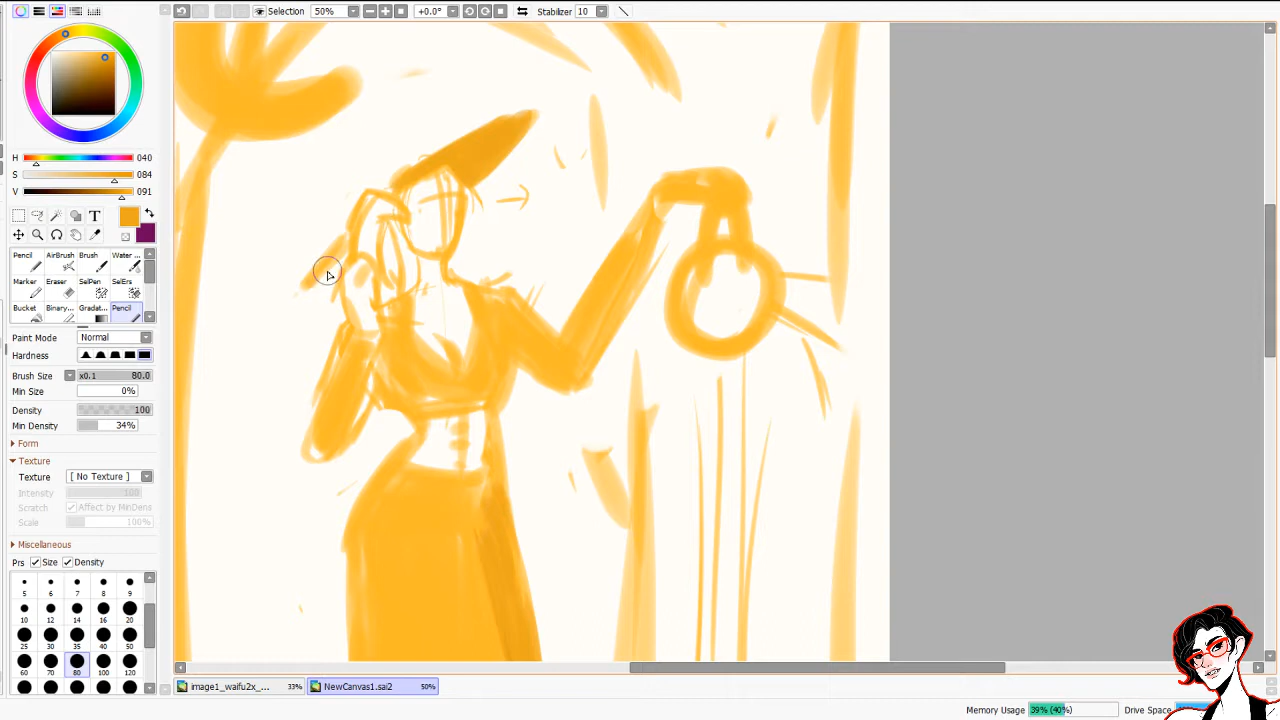 Selection 50% +0.0° Stabilizer 10
H 040
S 084
V 091
T
Pencil AirBrush Brush Water ...
Marker Eraser SelPen SelErs
Bucket Binary... Gradat... Pencil
Paint Mode Normal
Hardness
Brush Size x0.1 80.0
Min Size 0%
Density 100
Min Density 34%
Form
Texture
Texture [ No Texture ]
Intensity 100
Scratch Affect by MinDens
Scale 100%
Miscellaneous
Prs Size Density
5 6 7 8 9
10 12 14 16 20
25 30 35 40 50
60 70 80 100 120
image1_waifu2x_... 33% NewCanvas1.sai2 50%
Memory Usage 39% (40%) Drive Space